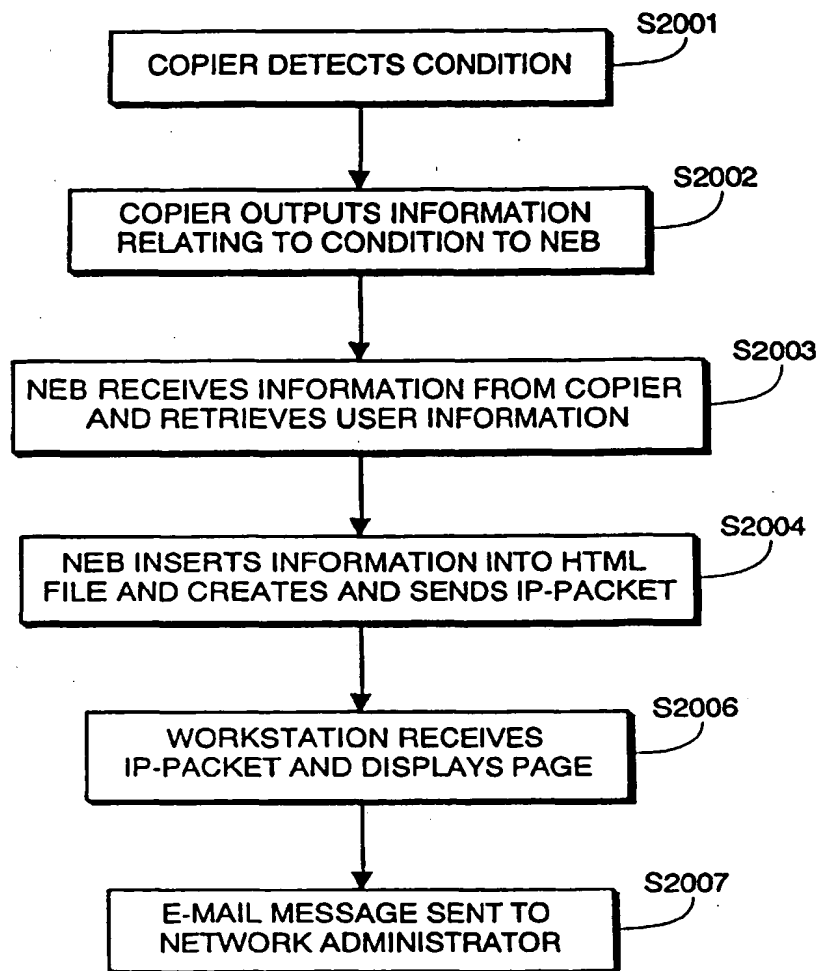 S2001
COPIER DETECTS CONDITION
S2002
COPIER OUTPUTS INFORMATION
RELATING TO CONDITION TO NEB
S2003
NEB RECEIVES INFORMATION FROM COPIER
AND RETRIEVES USER INFORMATION
S2004
NEB INSERTS INFORMATION INTO HTML
FILE AND CREATES AND SENDS IP-PACKET
S2006
WORKSTATION RECEIVES
IP-PACKET AND DISPLAYS PAGE
S2007
E-MAIL MESSAGE SENT TO
NETWORK ADMINISTRATOR